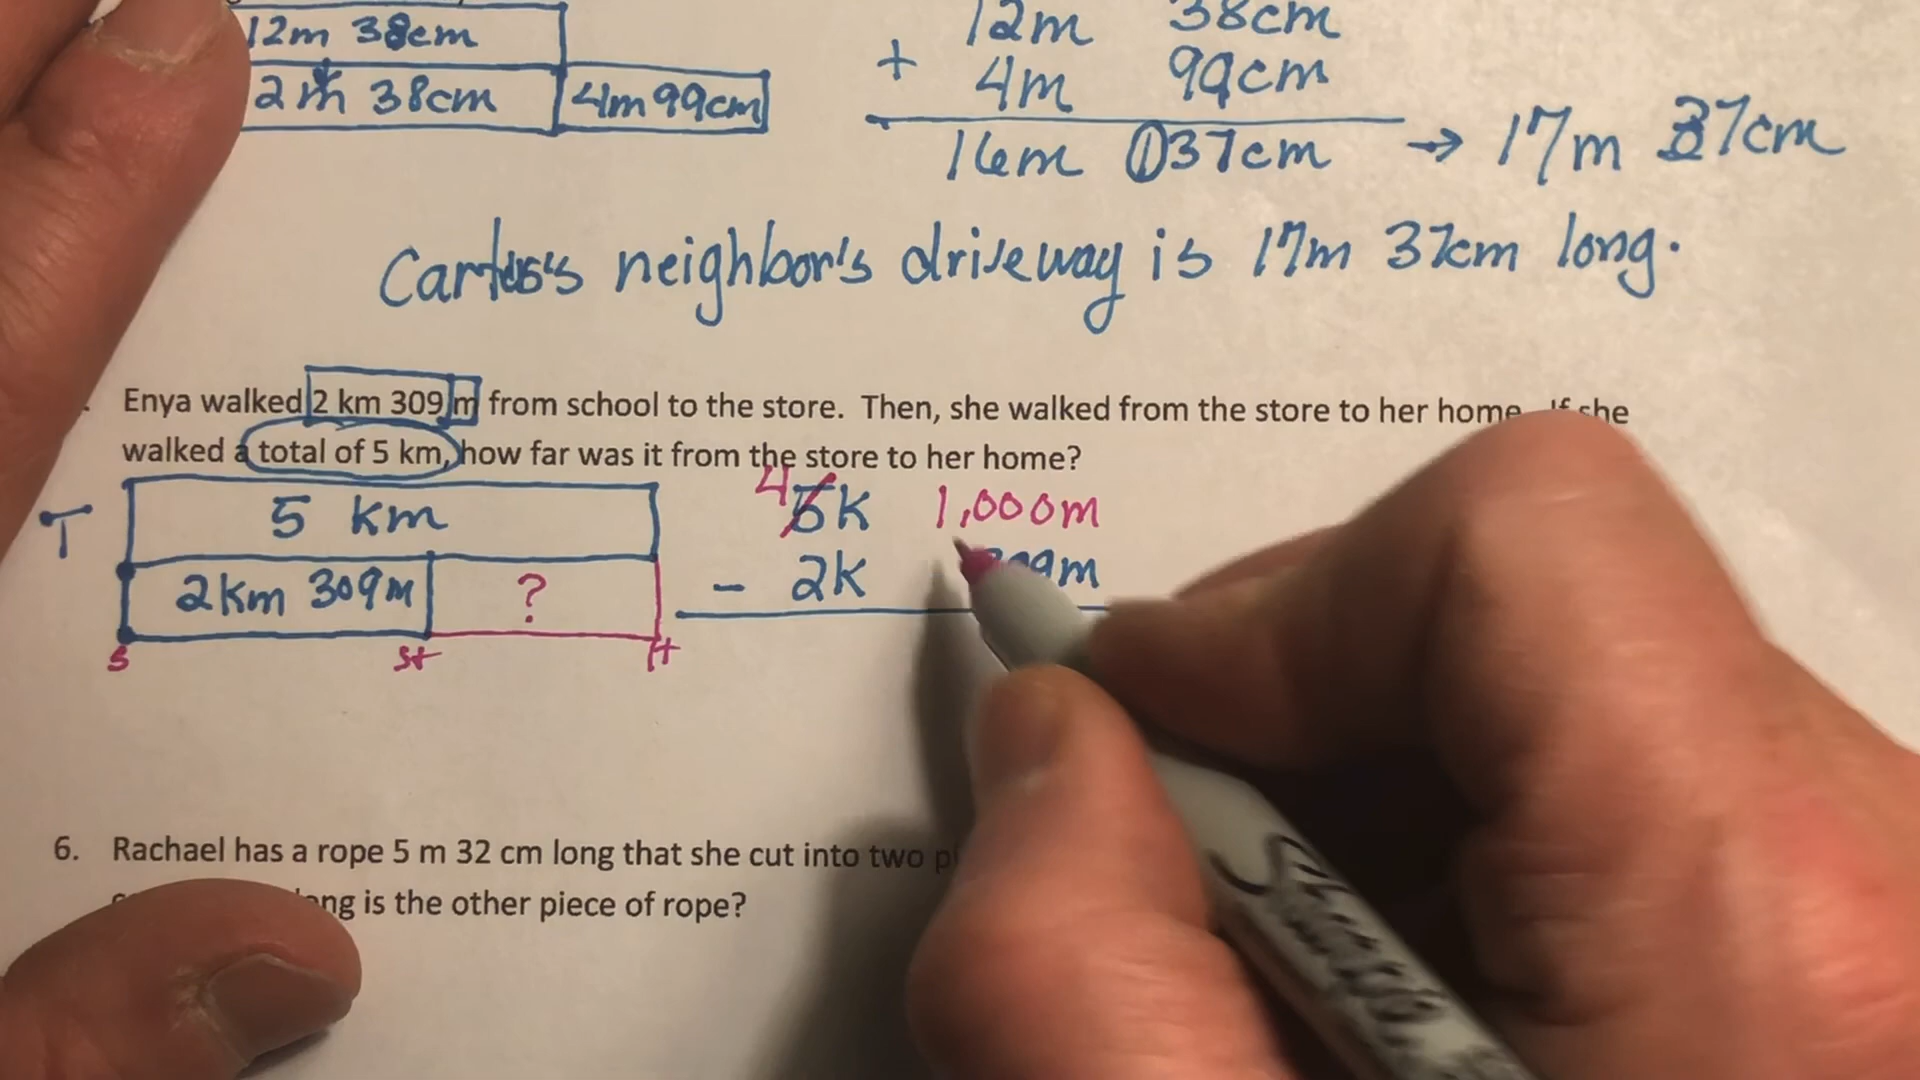 12m 38cm
2m 38cm 4m 99cm
12m 38cm
+ 4m 99cm
16m 137cm → 17m 37cm
Carlos's neighbor's driveway is 17m 37cm long.
Enya walked 2 km 309 m from school to the store. Then, she walked from the store to her home. If she
walked a total of 5 km, how far was it from the store to her home?
T 5 km
2km 309m ?
S St H
4 5k 1,000m
- 2k 309m
6. Rachael has a rope 5 m 32 cm long that she cut into two
is the other piece of rope?
Sharpie